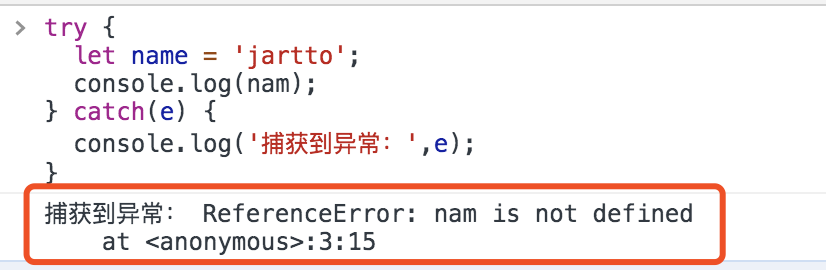 try {
let name = 'jartto';
console.log(nam);
} catch(e) {
console.log('捕获到异常：',e);
}
捕获到异常： ReferenceError: nam is not defined
at <anonymous>:3:15